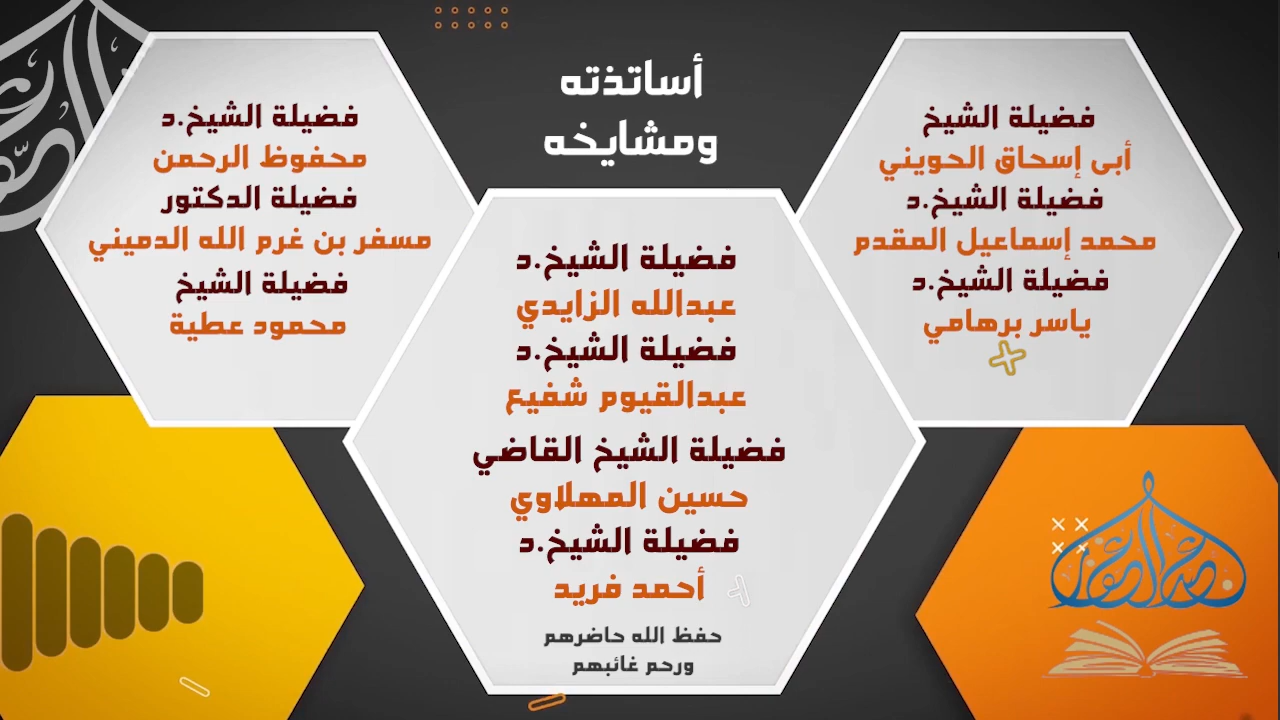 أساتذته
ومشايخه
فضيلة الشيخ
أبى إسحاق الحويني
فضيلة الشيخ.د
محمد إسماعيل المقدم
فضيلة الشيخ.د
ياسر برهامي
فضيلة الشيخ.د
عبدالله الزايدي
فضيلة الشيخ.د
عبدالقيوم شفيع
فضيلة الشيخ القاضي
حسين المهلاوي
فضيلة الشيخ.د
أحمد فريد
حفظ الله حاضرهم
ورحم غائبهم
فضيلة الشيخ.د
محفوظ الرحمن
فضيلة الدكتور
مسفر بن غرم الله الدميني
فضيلة الشيخ
محمود عطية